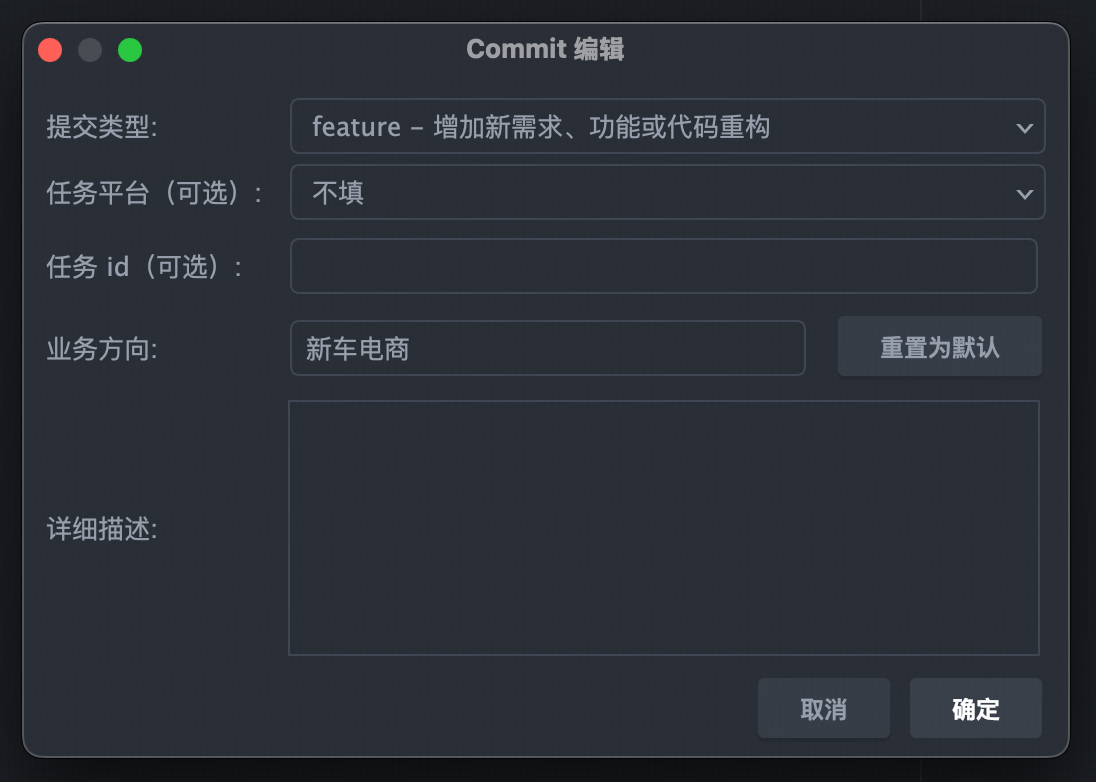 Commit 编辑
提交类型:
feature – 增加新需求、功能或代码重构
任务平台（可选）:
不填
任务 id（可选）:
业务方向:
新车电商
重置为默认
详细描述:
取消
确定